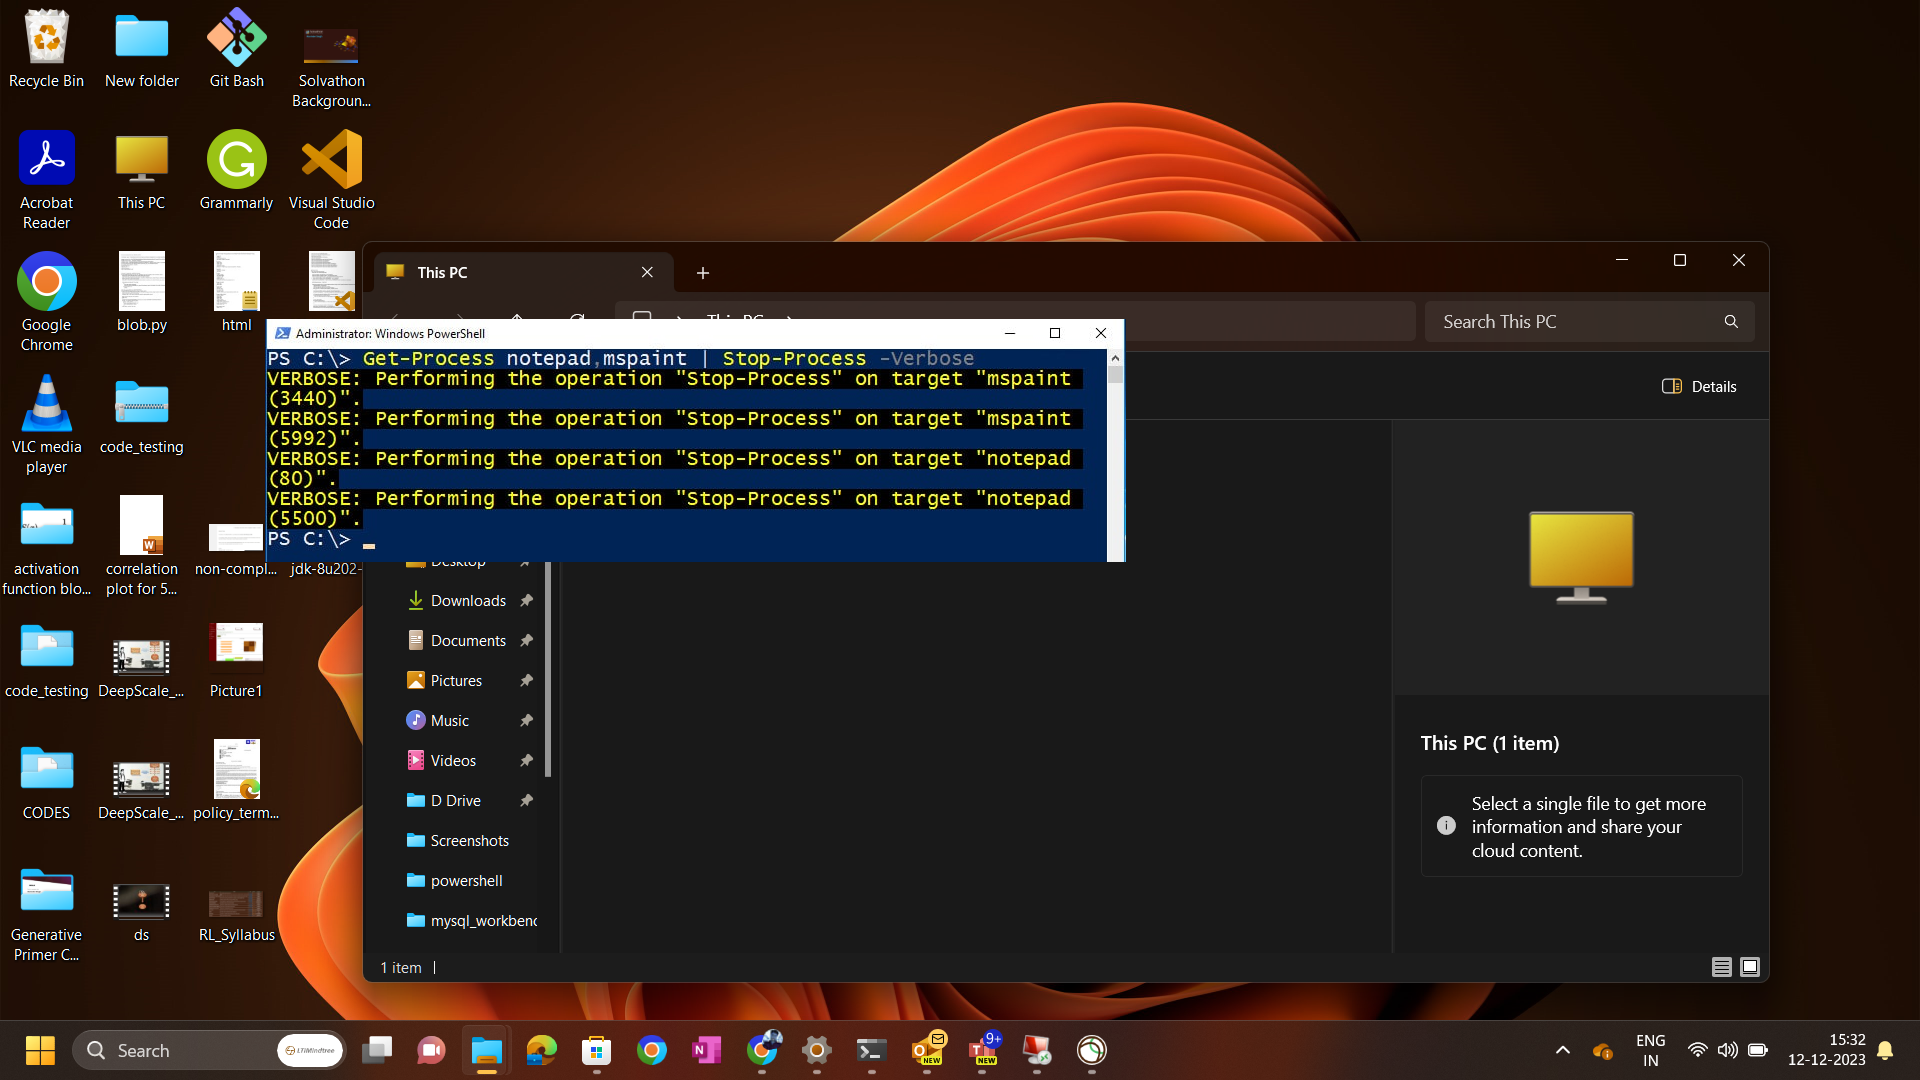 Recycle Bin
New folder
Git Bash
Solvathon
Backgroun...
Acrobat
Reader
This PC
Grammarly
Visual Studio
Code
Google
Chrome
blob.py
html
VLC media
player
code_testing
activation
function blo...
correlation
plot for 5...
non-compl...
jdk-8u202-
code_testing
DeepScale_...
Picture1
CODES
DeepScale_...
policy_term...
Generative
Primer C...
ds
RL_Syllabus
This PC
Search This PC
Details
Administrator: Windows PowerShell
PS C:\> Get-Process notepad,mspaint | Stop-Process -Verbose
VERBOSE: Performing the operation "Stop-Process" on target "mspaint
(3440)".
VERBOSE: Performing the operation "Stop-Process" on target "mspaint
(5992)".
VERBOSE: Performing the operation "Stop-Process" on target "notepad
(80)".
VERBOSE: Performing the operation "Stop-Process" on target "notepad
(5500)".
PS C:\>
Desktop
Downloads
Documents
Pictures
Music
Videos
D Drive
Screenshots
powershell
mysql_workbenc
This PC (1 item)
Select a single file to get more
information and share your
cloud content.
1 item
Search
LTIMindtree
NEW
9+
NEW
ENG
IN
15:32
12-12-2023